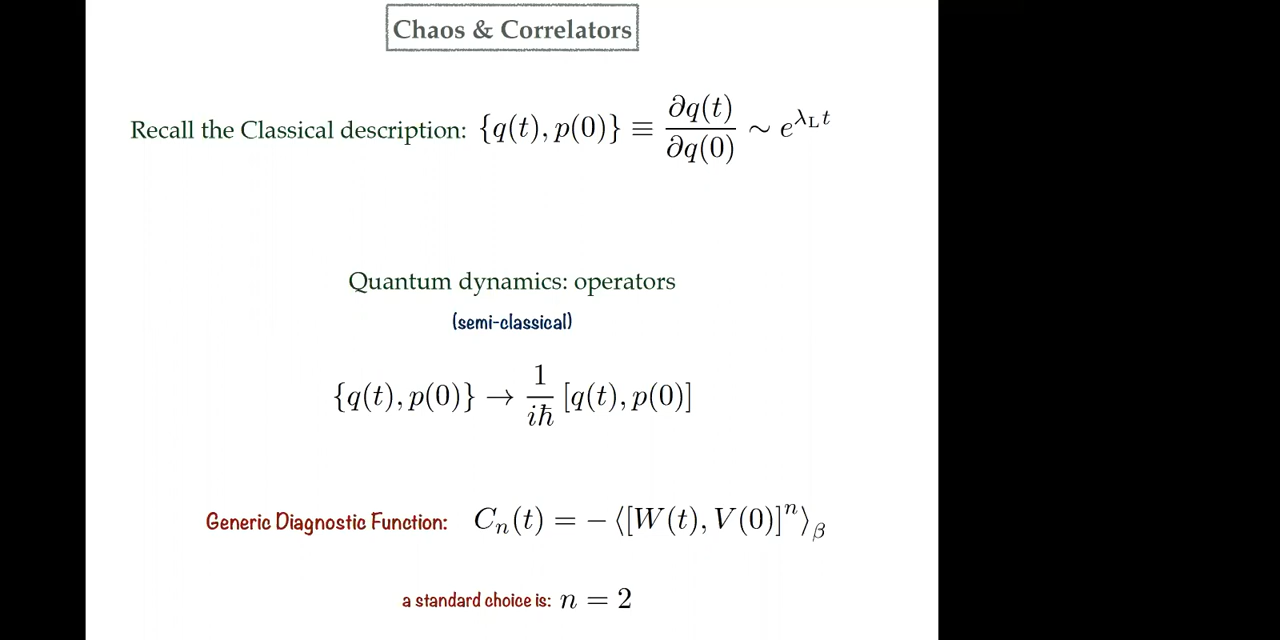 Chaos & Correlators
Recall the Classical description: {q(t), p(0)} ≡ ∂q(t)/∂q(0) ∼ e^{λ_L t}
Quantum dynamics: operators
(semi-classical)
{q(t), p(0)} → 1/iℏ [q(t), p(0)]
Generic Diagnostic Function: C_n(t) = − ⟨[W(t), V(0)]^n⟩_β
a standard choice is: n = 2